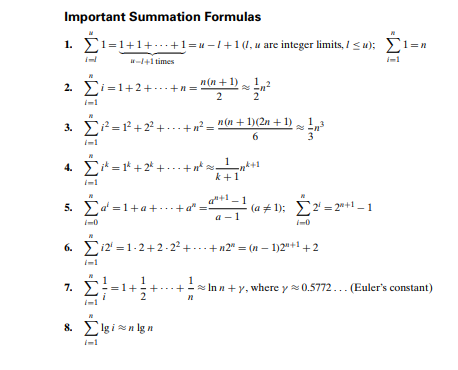 Important Summation Formulas
1. $\sum_{i=l}^{u} 1 = \underbrace{1 + 1 + \cdots + 1}_{u-l+1 \text{ times}} = u - l + 1$ ($l$, $u$ are integer limits, $l \le u$); $\sum_{i=1}^{n} 1 = n$
2. $\sum_{i=1}^{n} i = 1 + 2 + \cdots + n = \frac{n(n+1)}{2} \approx \frac{1}{2}n^2$
3. $\sum_{i=1}^{n} i^2 = 1^2 + 2^2 + \cdots + n^2 = \frac{n(n+1)(2n+1)}{6} \approx \frac{1}{3}n^3$
4. $\sum_{i=1}^{n} i^k = 1^k + 2^k + \cdots + n^k \approx \frac{1}{k+1}n^{k+1}$
5. $\sum_{i=0}^{n} a^i = 1 + a + \cdots + a^n = \frac{a^{n+1} - 1}{a - 1}$ ($a \ne 1$); $\sum_{i=0}^{n} 2^i = 2^{n+1} - 1$
6. $\sum_{i=1}^{n} i2^i = 1 \cdot 2 + 2 \cdot 2^2 + \cdots + n2^n = (n - 1)2^{n+1} + 2$
7. $\sum_{i=1}^{n} \frac{1}{i} = 1 + \frac{1}{2} + \cdots + \frac{1}{n} \approx \ln n + \gamma$, where $\gamma \approx 0.5772 \ldots$ (Euler's constant)
8. $\sum_{i=1}^{n} \lg i \approx n \lg n$